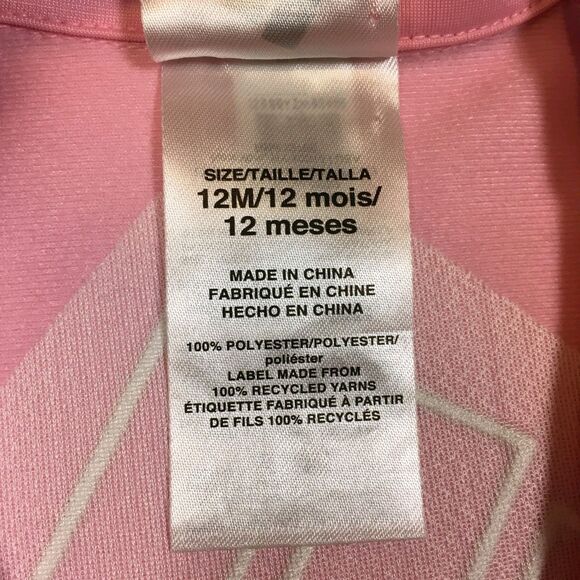 SIZE/TAILLE/TALLA
12M/12 mois/
12 meses
MADE IN CHINA
FABRIQUÉ EN CHINE
HECHO EN CHINA
100% POLYESTER/POLYESTER/
poliéster
LABEL MADE FROM
100% RECYCLED YARNS
ÉTIQUETTE FABRIQUÉ À PARTIR
DE FILS 100% RECYCLÉS